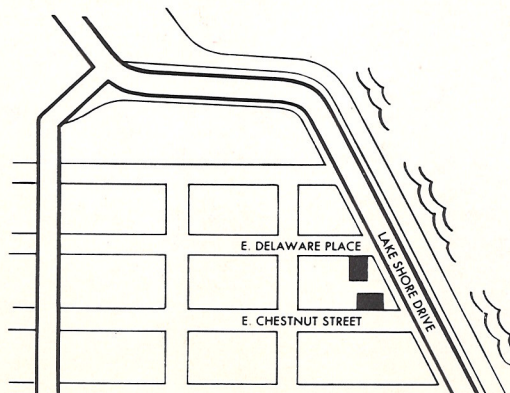 E. DELAWARE PLACE
LAKE SHORE DRIVE
E. CHESTNUT STREET